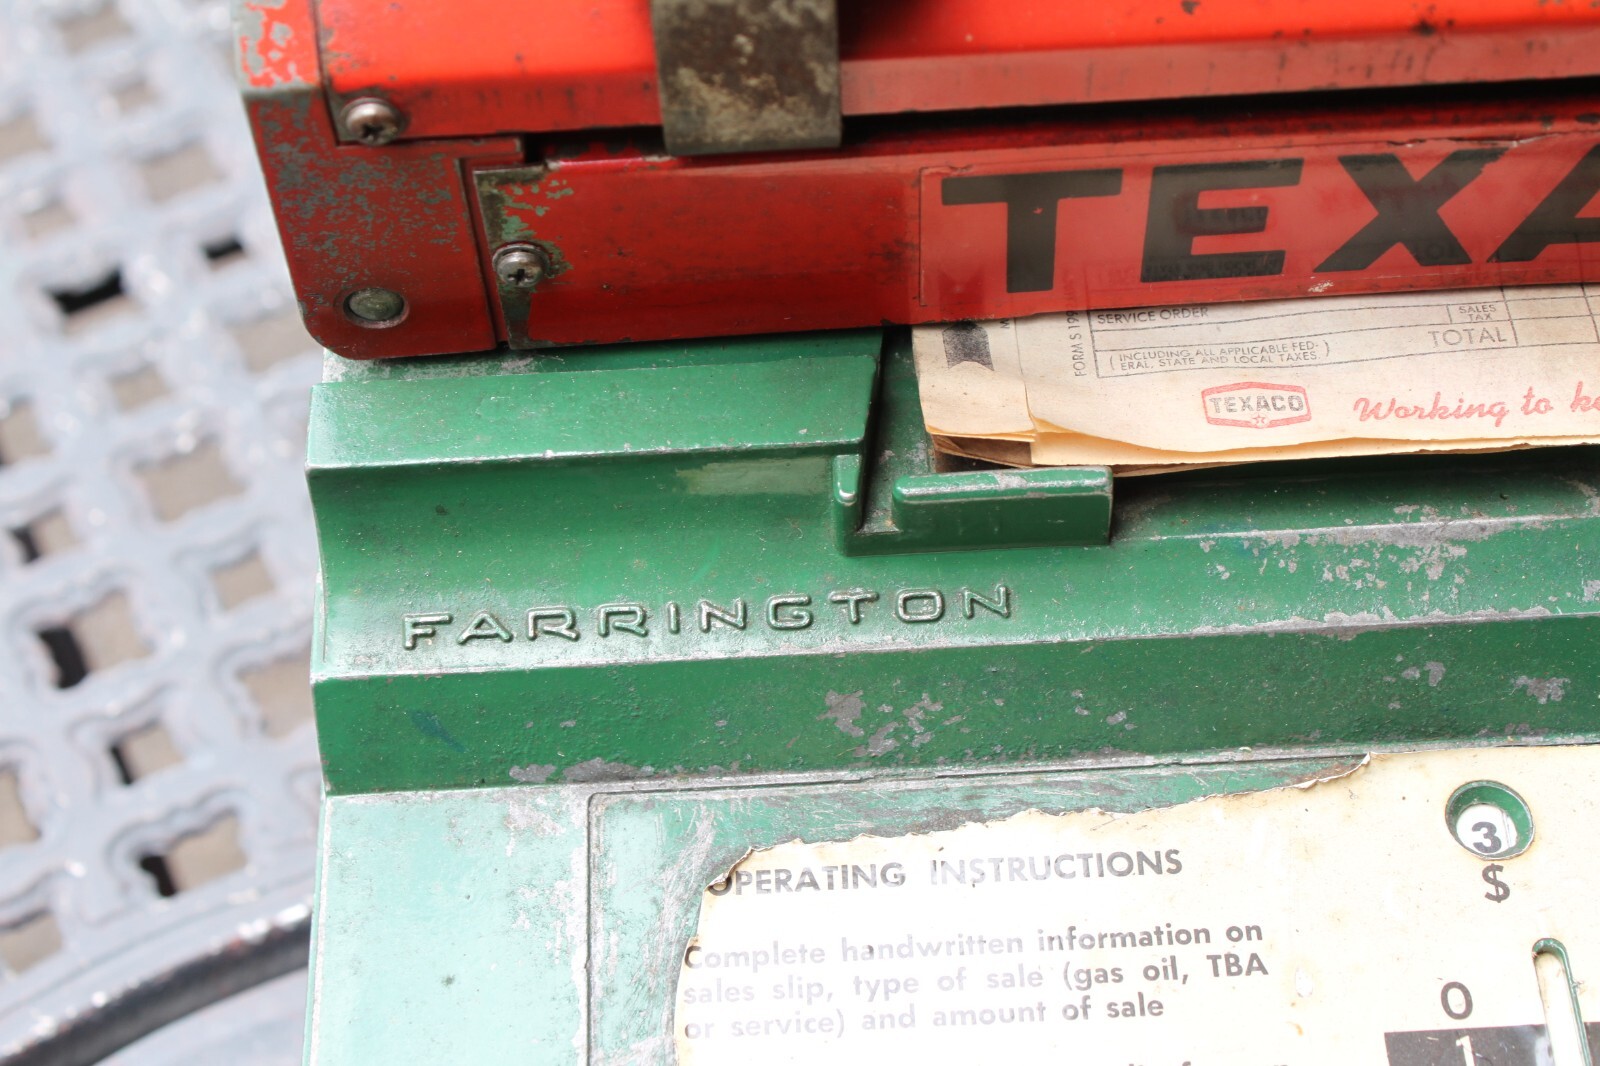 TEXA
SERVICE ORDER
SALES
TAX
TOTAL
(INCLUDING ALL APPLICABLE FED-
ERAL, STATE AND LOCAL TAXES)
FORM S 199
TEXACO
Working to
FARRINGTON
3
$
OPERATING INSTRUCTIONS
Complete handwritten information on
sales slip, type of sale (gas oil, TBA
or service) and amount of sale
0
1